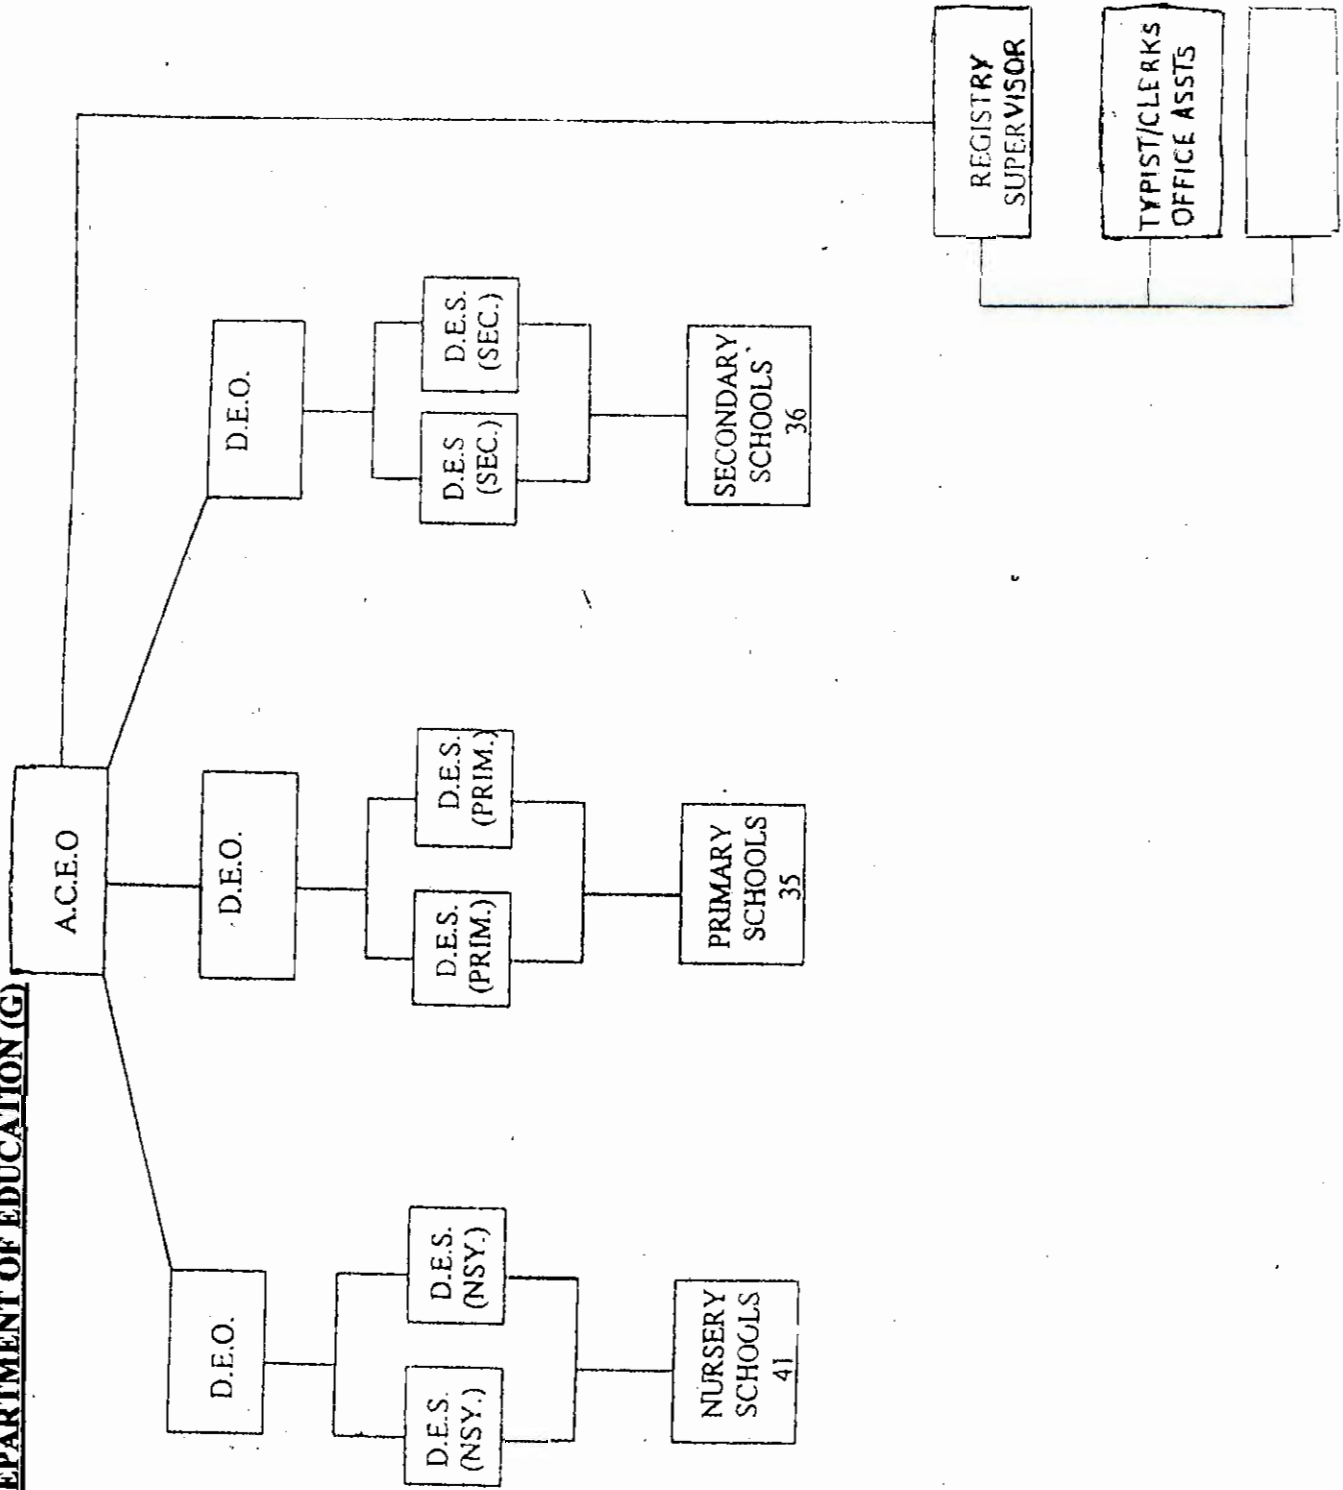 EPARTMENT OF EDUCATION (G)
A.C.E.O
D.E.O.
D.E.O.
D.E.O.
D.E.S.
(NSY.)
D.E.S.
(NSY.)
D.E.S.
(PRIM.)
D.E.S.
(PRIM.)
D.E.S
(SEC.)
D.E.S.
(SEC.)
NURSERY
SCHOOLS
41
PRIMARY
SCHOOLS
35
SECONDARY
SCHOOLS
36
REGISTRY
SUPERVISOR
TYPIST/CLERKS
OFFICE ASSTS